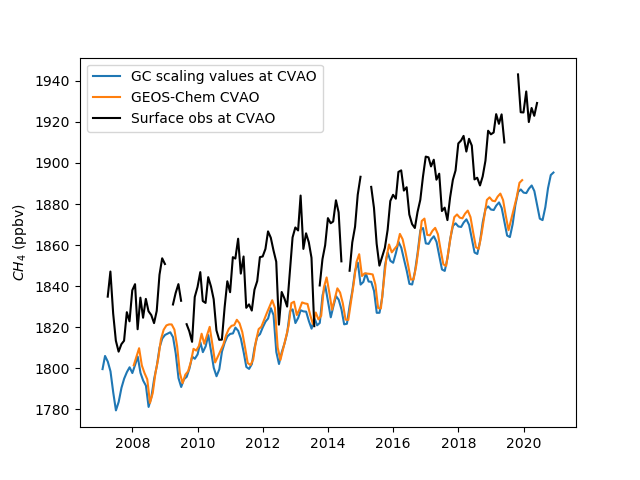 GC scaling values at CVAO
GEOS-Chem CVAO
Surface obs at CVAO
CH4 (ppbv)
1940
1920
1900
1880
1860
1840
1820
1800
1780
2008 2010 2012 2014 2016 2018 2020